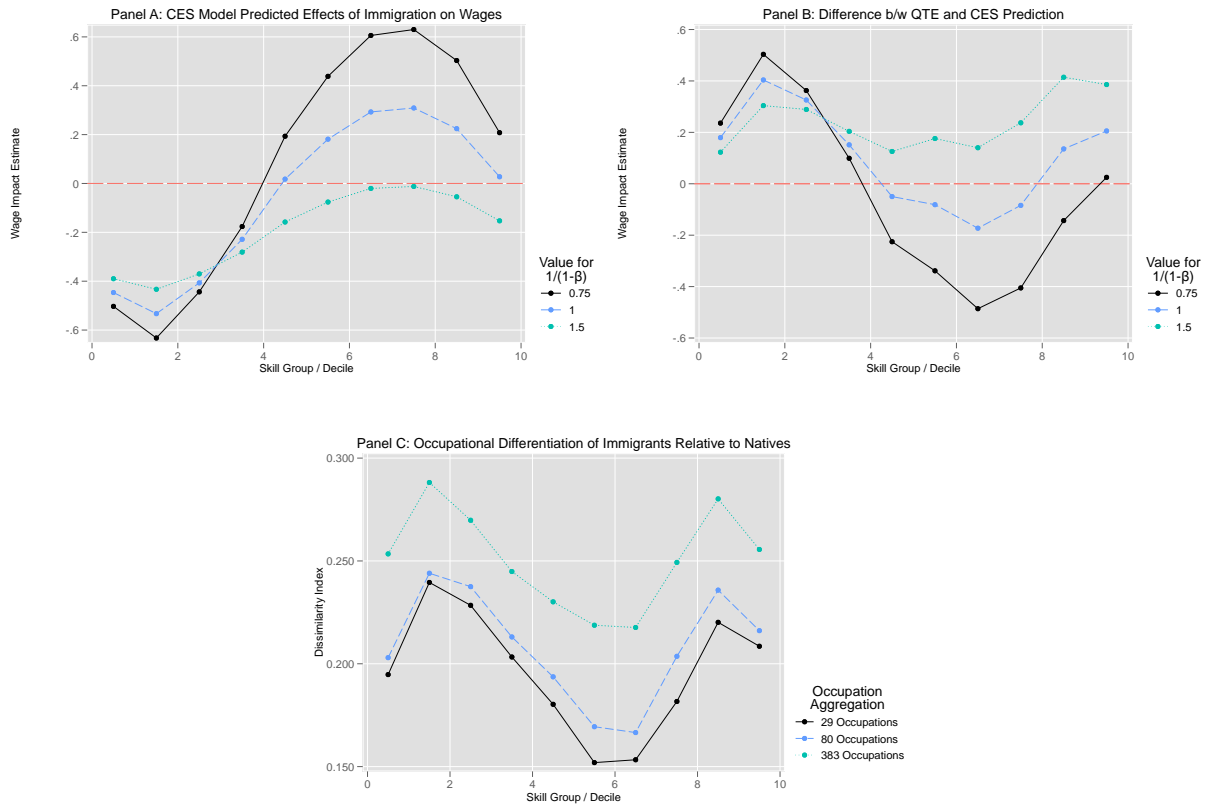 Panel A: CES Model Predicted Effects of Immigration on Wages
.6
.4
.2
0
-.2
-.4
-.6
Wage Impact Estimate
0
2
4
6
8
10
Skill Group / Decile
Value for
1/(1-β)
0.75
1
1.5
Panel B: Difference b/w QTE and CES Prediction
.6
.4
.2
0
-.2
-.4
-.6
Wage Impact Estimate
0
2
4
6
8
10
Skill Group / Decile
Value for
1/(1-β)
0.75
1
1.5
Panel C: Occupational Differentiation of Immigrants Relative to Natives
0.300
0.250
0.200
0.150
Dissimilarity Index
0
2
4
6
8
10
Skill Group / Decile
Occupation
Aggregation
29 Occupations
80 Occupations
383 Occupations